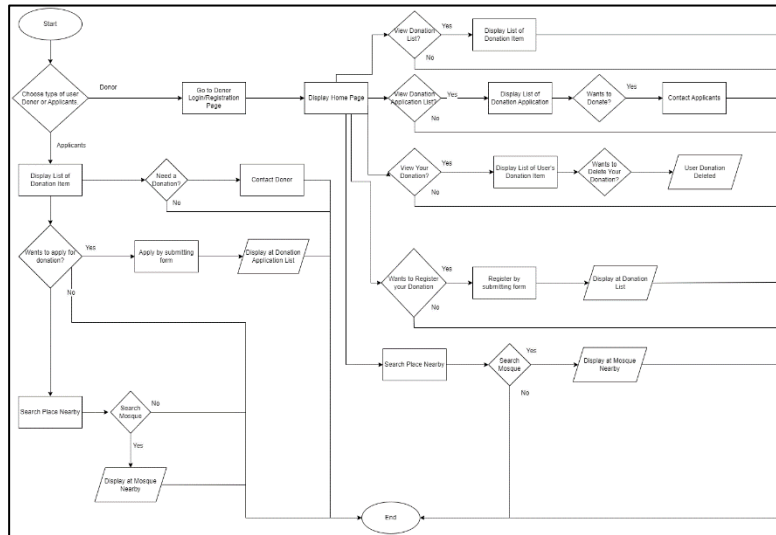 Start
Choose type of user
Donor or Applicants
Donor
Go to Donor
Login/Registration
Page
Display Home Page
View Donation
List?
Yes
Display List of
Donation Item
No
View Donation
Application List?
Yes
Display List of
Donation Application
Wants to
Donate?
Yes
Contact Applicants
No
Applicants
Display List of
Donation Item
Need a
Donation?
Yes
Contact Donor
No
View Your
Donation?
Yes
Display List of User's
Donation Item
Wants to
Delete Your
Donation?
Yes
User Donation
Deleted
No
Wants to apply for
donation?
Yes
Apply by submitting
form
Display at Donation
Application List
No
Wants to Register
your Donation
Yes
Register by
submitting form
Display at Donation
List
No
Search Place Nearby
Search
Mosque
Yes
Display at Mosque
Nearby
No
Search Place Nearby
Search
Mosque
No
Yes
Display at Mosque
Nearby
End